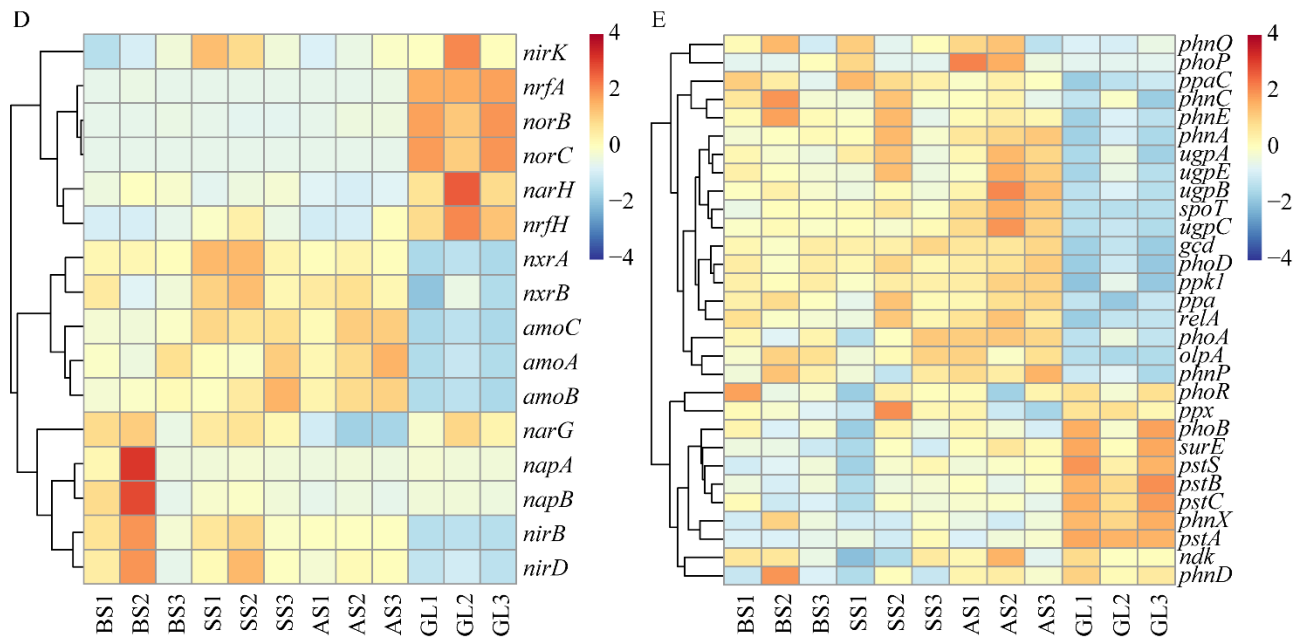 D
nirK
nrfA
norB
norC
narH
nrfH
nxrA
nxrB
amoC
amoA
amoB
narG
napA
napB
nirB
nirD
4
2
0
−2
−4
BS1 BS2 BS3 SS1 SS2 SS3 AS1 AS2 AS3 GL1 GL2 GL3
E
phnO
phoP
ppaC
phnC
phnE
phnA
ugpA
ugpE
ugpB
spoT
ugpC
gcd
phoD
ppk1
ppa
relA
phoA
olpA
phnP
phoR
ppx
phoB
surE
pstS
pstB
pstC
phnX
pstA
ndk
phnD
4
2
0
−2
−4
BS1 BS2 BS3 SS1 SS2 SS3 AS1 AS2 AS3 GL1 GL2 GL3